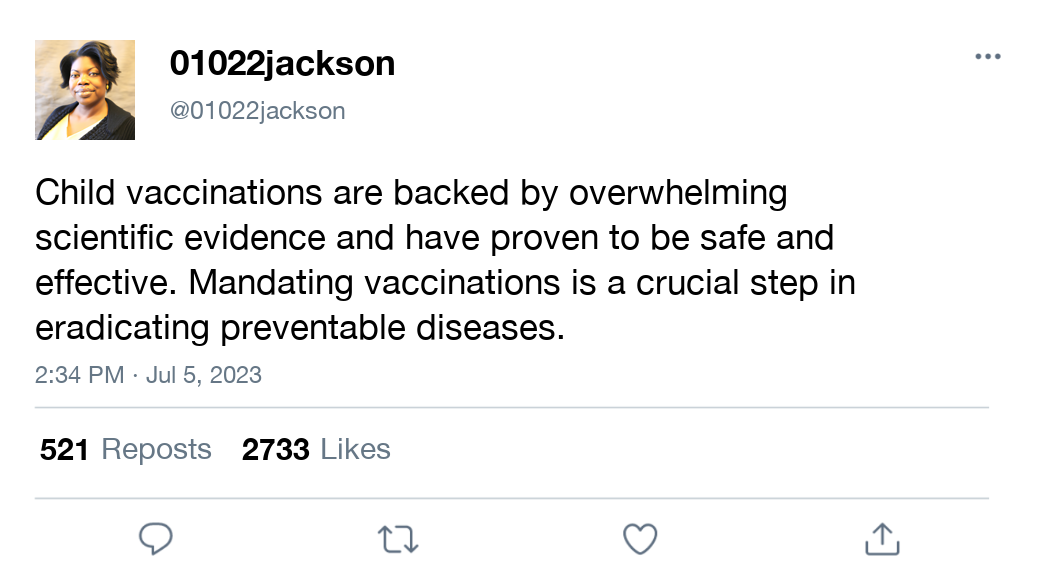 01022jackson
@01022jackson
Child vaccinations are backed by overwhelming
scientific evidence and have proven to be safe and
effective. Mandating vaccinations is a crucial step in
eradicating preventable diseases.
2:34 PM · Jul 5, 2023
521 Reposts 2733 Likes